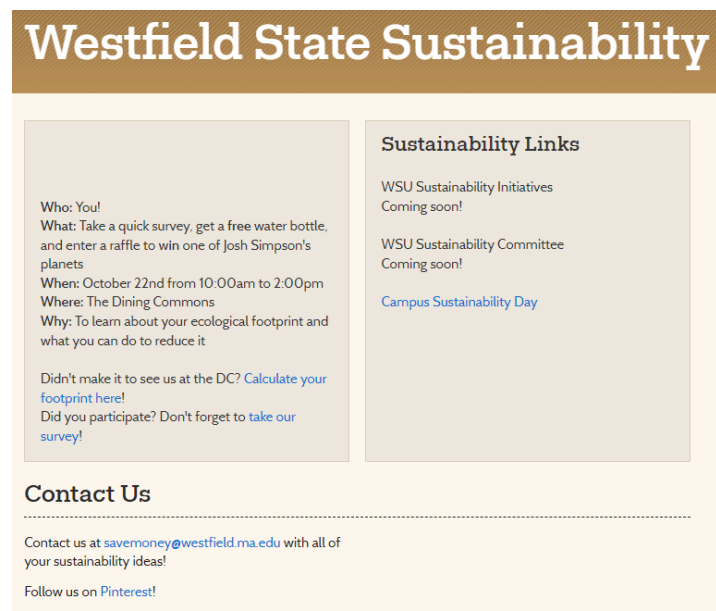 Westfield State Sustainability
Who: You!
What: Take a quick survey, get a free water bottle,
and enter a raffle to win one of Josh Simpson's
planets
When: October 22nd from 10:00am to 2:00pm
Where: The Dining Commons
Why: To learn about your ecological footprint and
what you can do to reduce it
Didn't make it to see us at the DC? Calculate your
footprint here!
Did you participate? Don't forget to take our
survey!
Sustainability Links
WSU Sustainability Initiatives
Coming soon!
WSU Sustainability Committee
Coming soon!
Campus Sustainability Day
Contact Us
Contact us at savemoney@westfield.ma.edu with all of
your sustainability ideas!
Follow us on Pinterest!